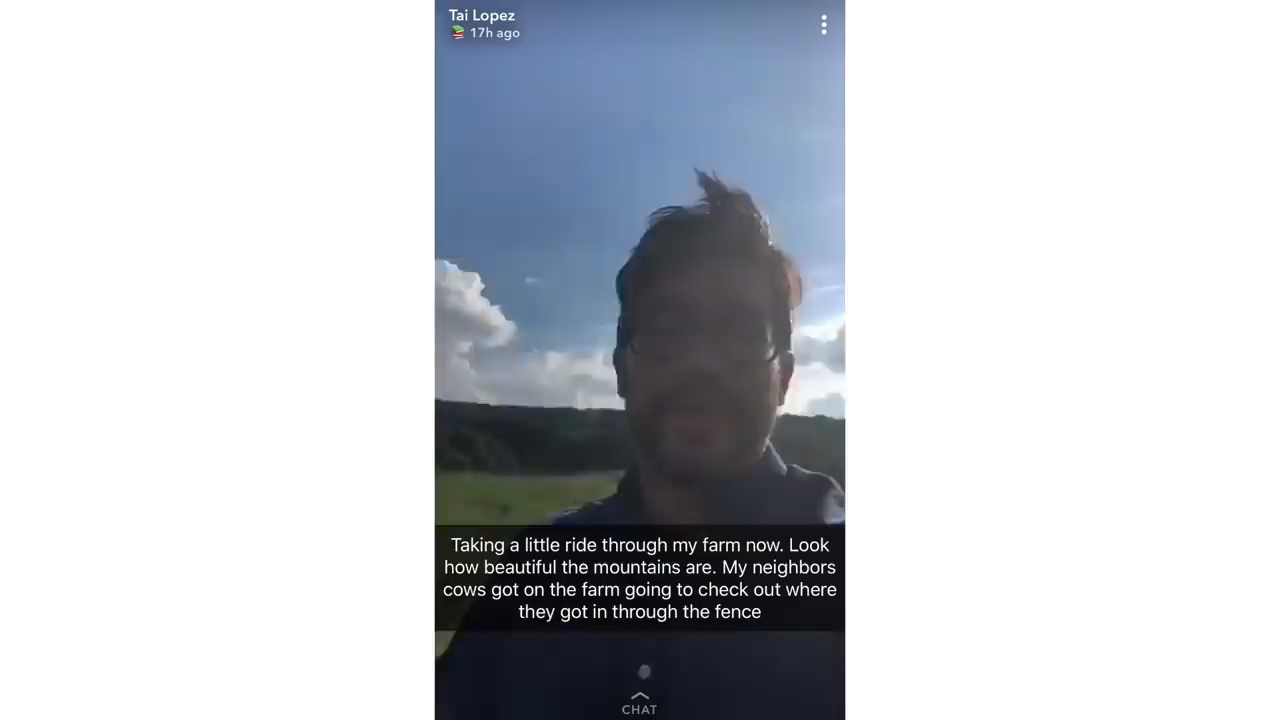 Tai Lopez
17h ago
Taking a little ride through my farm now. Look
how beautiful the mountains are. My neighbors
cows got on the farm going to check out where
they got in through the fence
CHAT